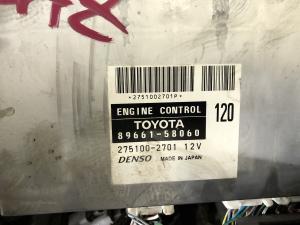 *2751002701P*
ENGINE CONTROL 120
TOYOTA
89661-58060
275100-2701 12V
DENSO MADE IN JAPAN